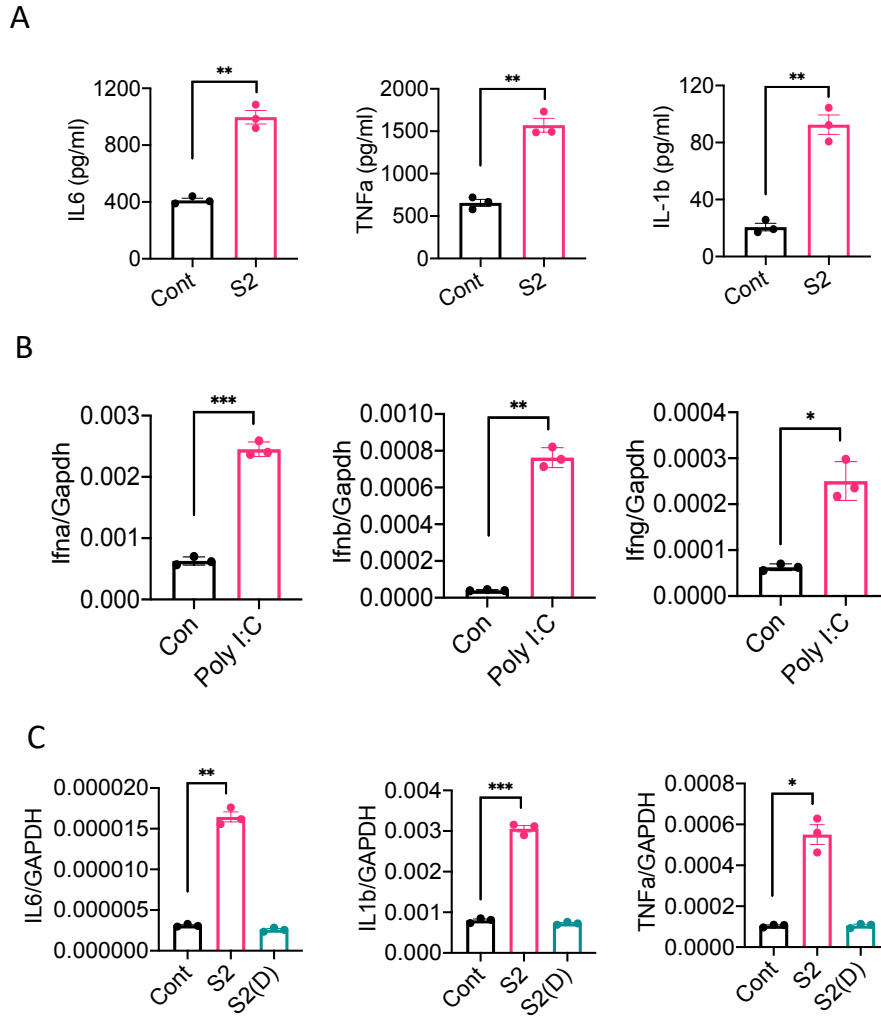 A
IL6 (pg/ml)
1200
800
400
0
**
Cont
S2
TNFa (pg/ml)
2000
1500
1000
500
0
**
Cont
S2
IL-1b (pg/ml)
120
80
40
0
**
Cont
S2
B
Ifna/Gapdh
0.003
0.002
0.001
0.000
***
Con
Poly I:C
Ifnb/Gapdh
0.0010
0.0008
0.0006
0.0004
0.0002
0.0000
**
Con
Poly I:C
Ifng/Gapdh
0.0004
0.0003
0.0002
0.0001
0.0000
*
Con
Poly I:C
C
IL6/GAPDH
0.000020
0.000015
0.000010
0.000005
0.000000
**
Cont
S2
S2(D)
IL1b/GAPDH
0.004
0.003
0.002
0.001
0.000
***
Cont
S2
S2(D)
TNFa/GAPDH
0.0008
0.0006
0.0004
0.0002
0.0000
*
Cont
S2
S2(D)